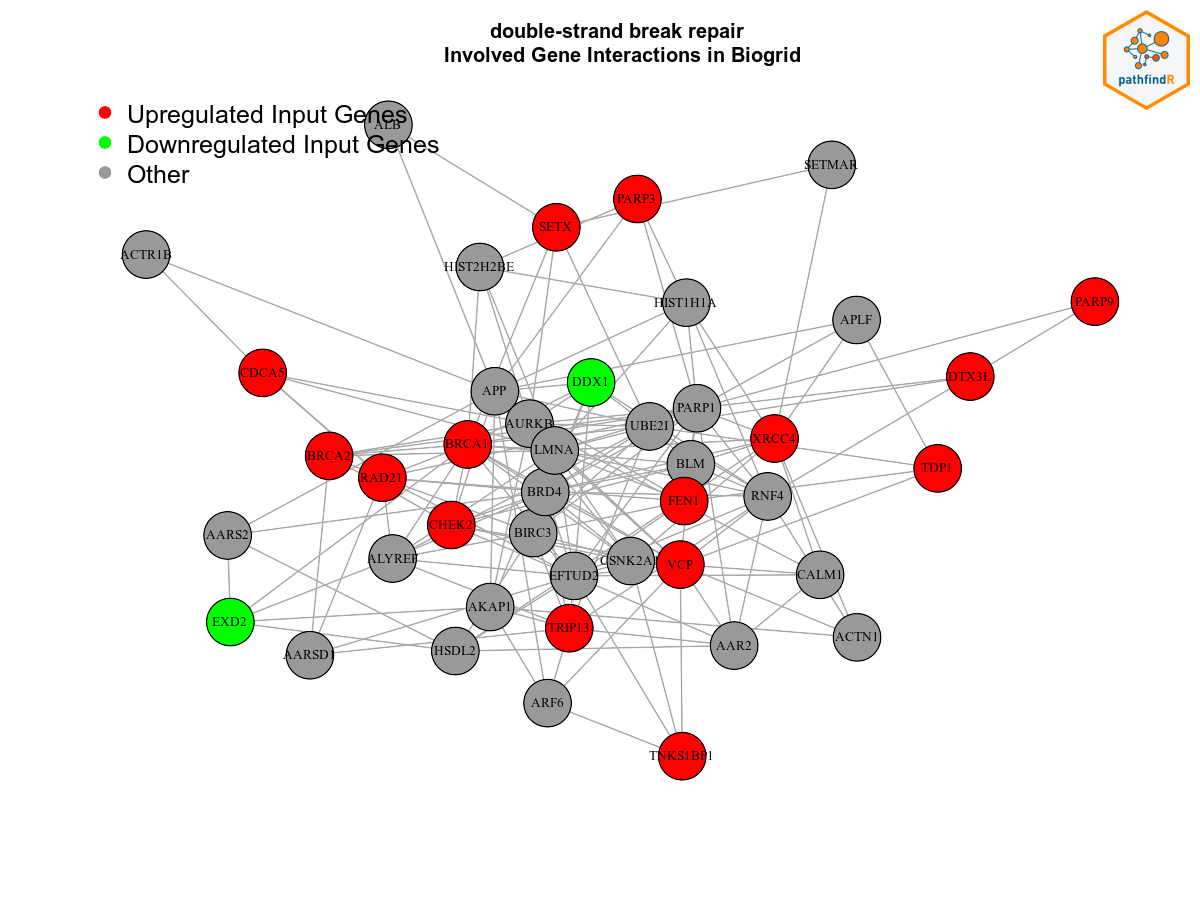 double-strand break repair
Involved Gene Interactions in Biogrid
pathfindR
Upregulated Input Genes
Downregulated Input Genes
Other
ALB
SETMAR
PARP3
SETX
ACTR1B
HIST2H2BE
HIST1H1A
PARP9
APLF
CDCA5
DTX3L
DDX1
APP
PARP1
AURKB
UBE2I
XRCC4
BRCA1
LMNA
BRCA2
BLM
TDP1
RAD21
BRD4
FEN1
RNF4
CHEK2
BIRC3
AARS2
ALYREF
CSNK2A1
VCP
EFTUD2
CALM1
AKAP1
EXD2
TRIP13
ACTN1
AARSD1
HSDL2
AAR2
ARF6
TNKS1BP1